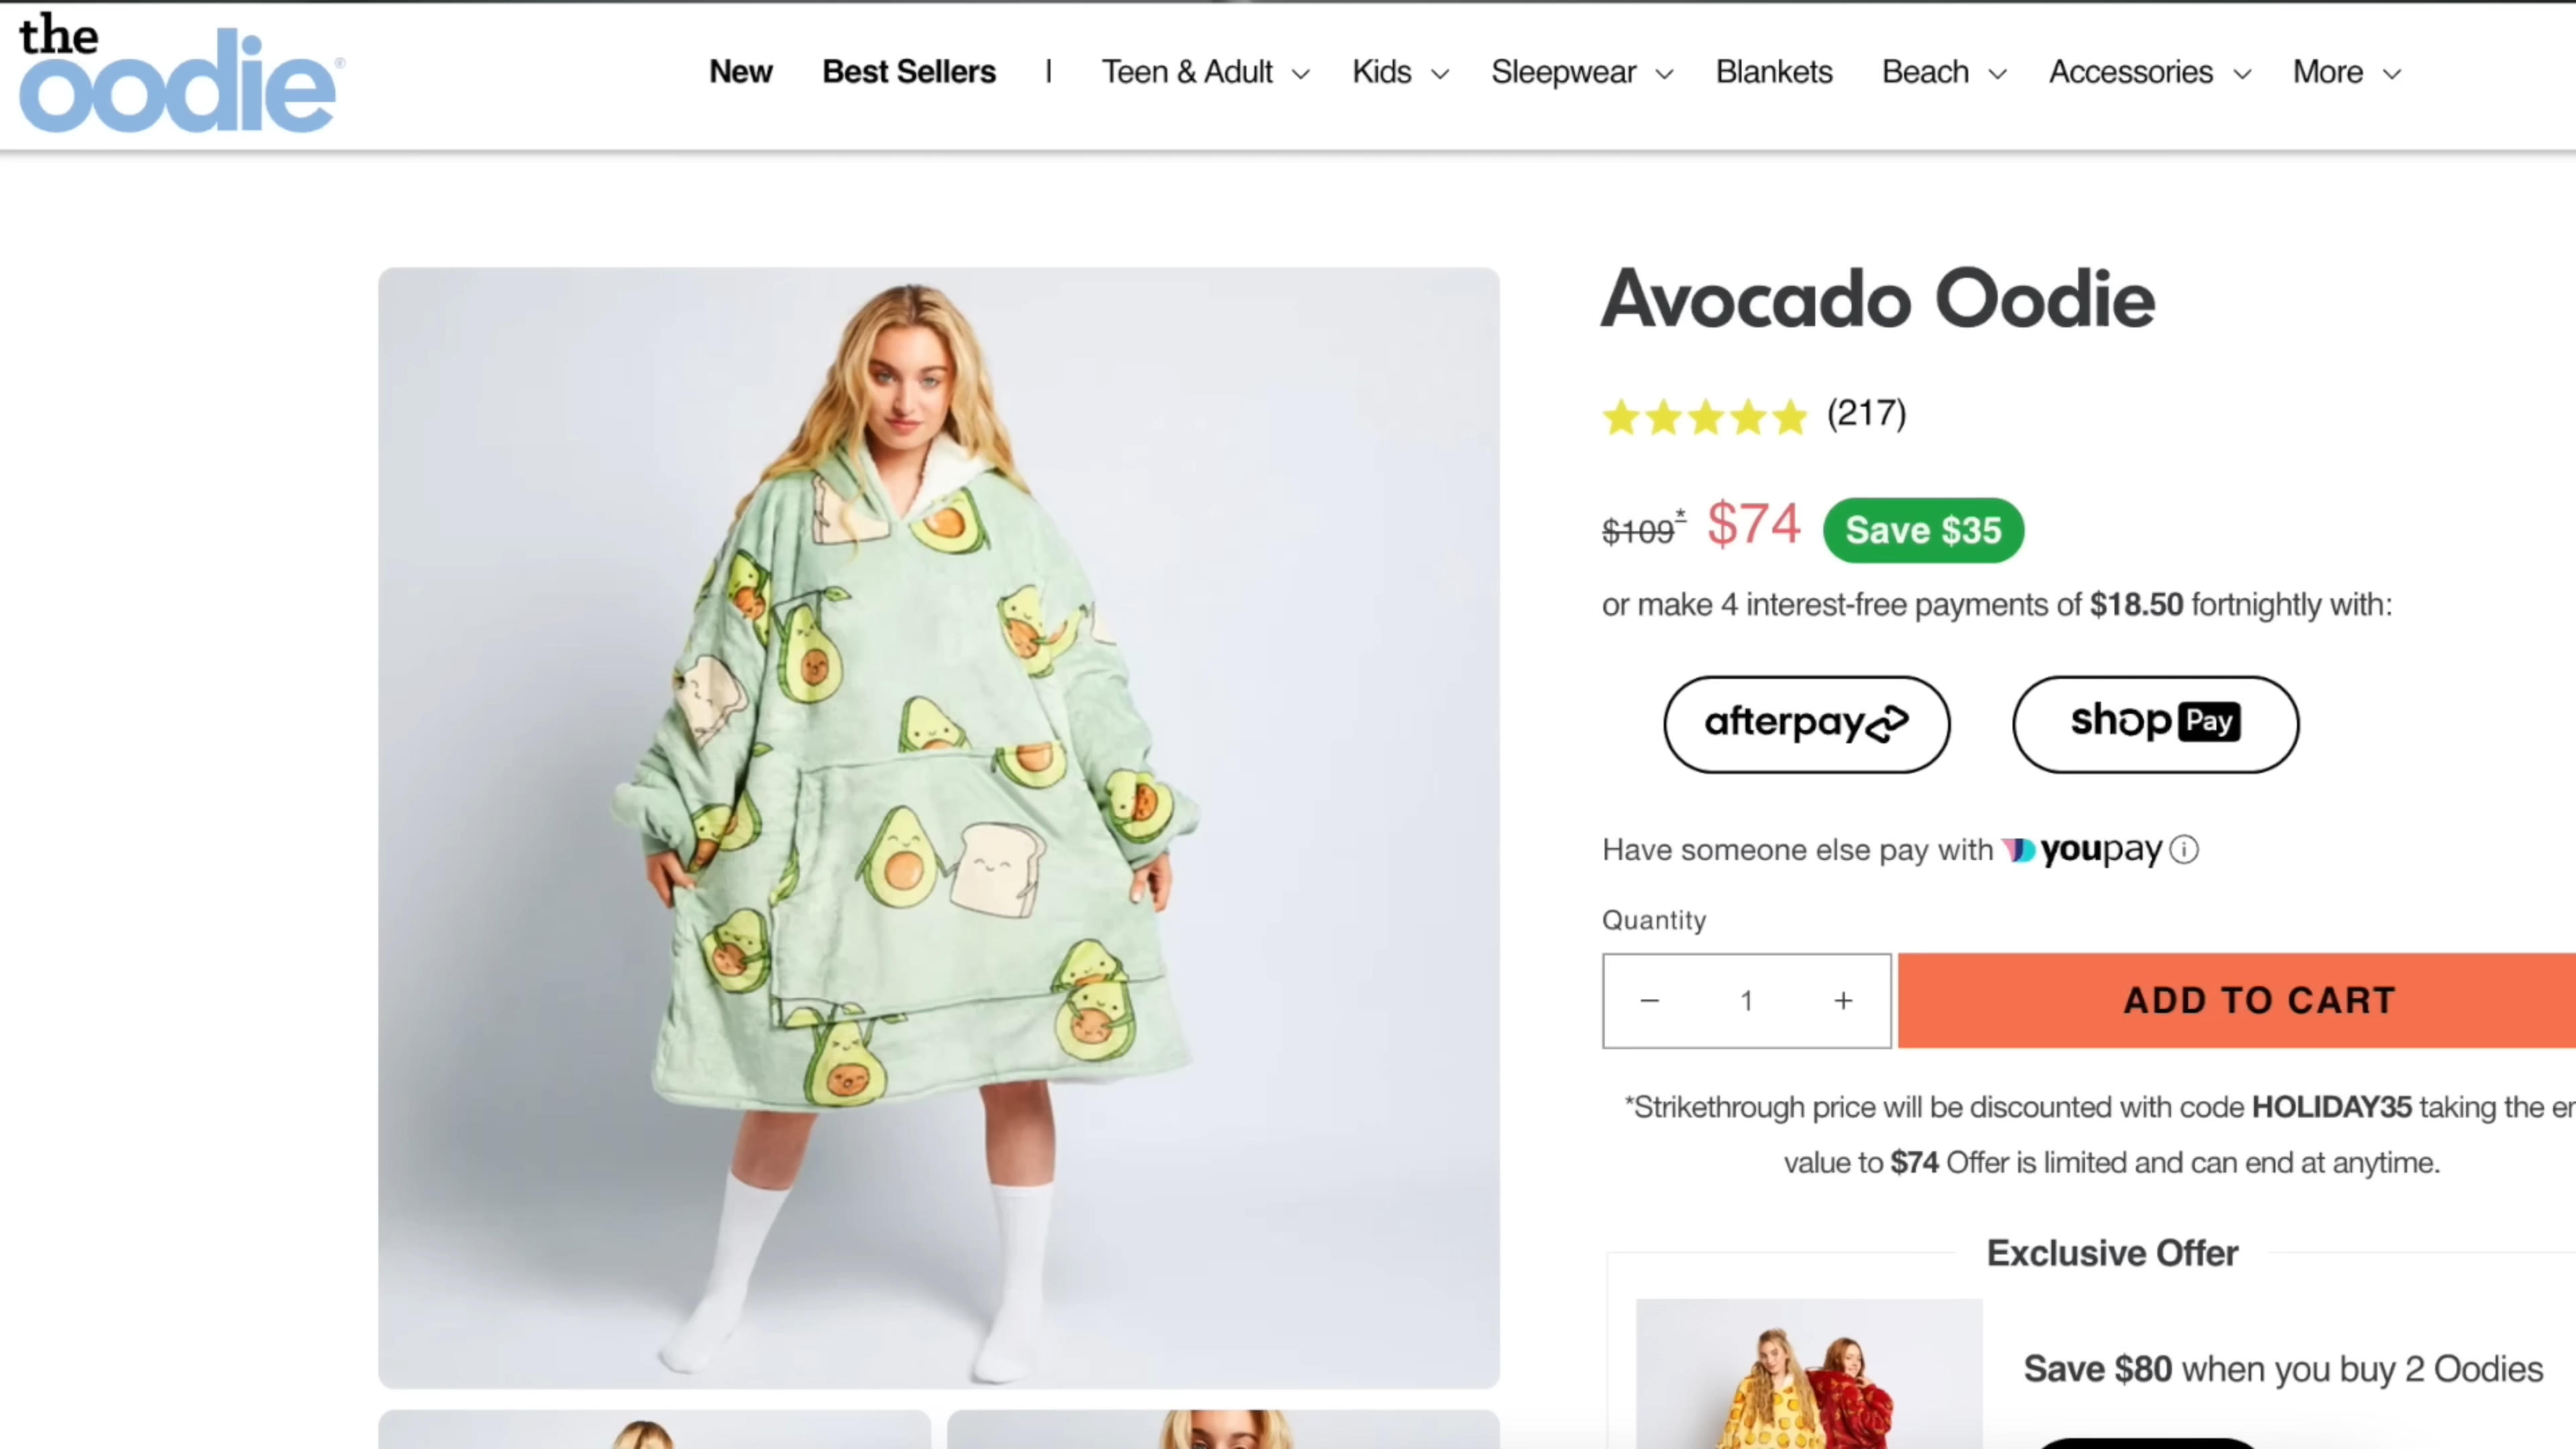 the
oodie®
New Best Sellers | Teen & Adult Kids Sleepwear Blankets Beach Accessories More
Avocado Oodie
(217)
$109* $74 Save $35
or make 4 interest-free payments of $18.50 fortnightly with:
afterpay shop Pay
Have someone else pay with youpay
Quantity
− 1 + ADD TO CART
*Strikethrough price will be discounted with code HOLIDAY35 taking the
value to $74 Offer is limited and can end at anytime.
Exclusive Offer
Save $80 when you buy 2 Oodies